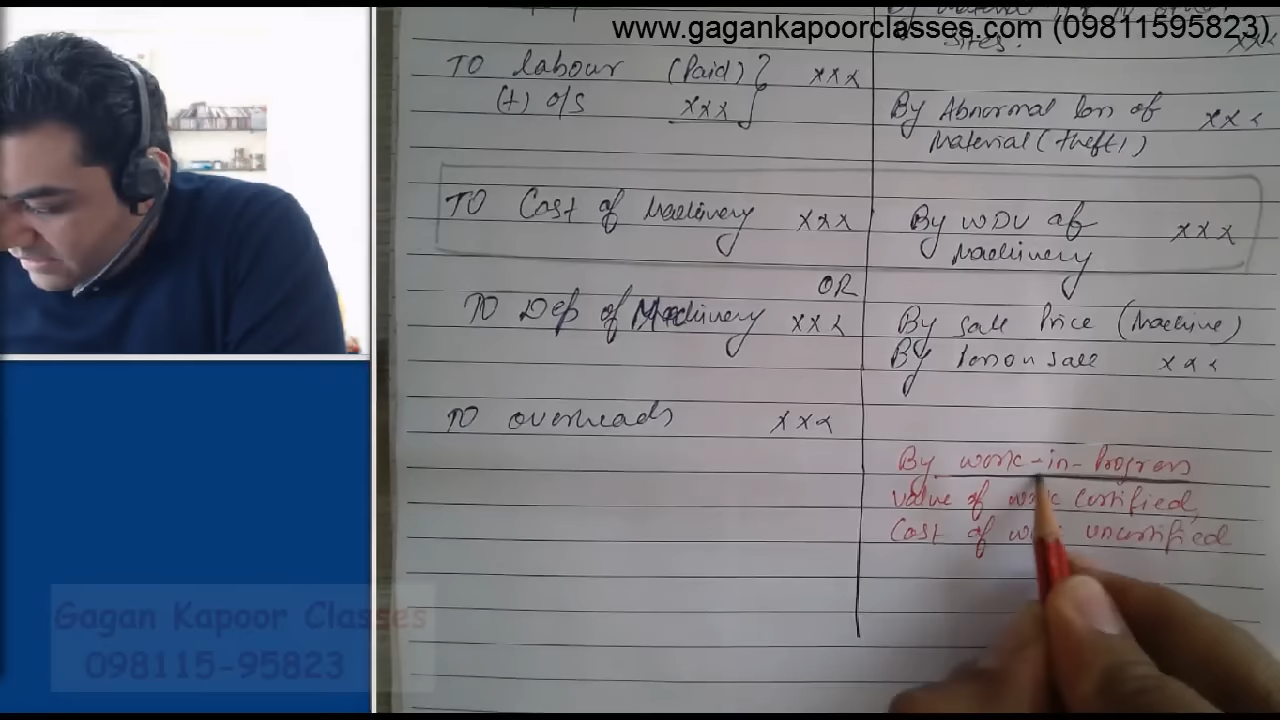 www.gagankapoorclasses.com (09811595823)
Sites. xxx
TO labour (Paid) xxx
(+) o/s xxx
By Abnormal loss of xxx
Material (theft)
TO Cost of Machinery xxx
By WDV of xxx
Machinery
OR
TO Dep of Machinery xxx
By sale Price (Machine)
By loss on sale xxx
TO overheads xxx
By work-in-Progress
Value of work Certified,
Cost of uncertified
Gagan Kapoor Classes
098115-95823